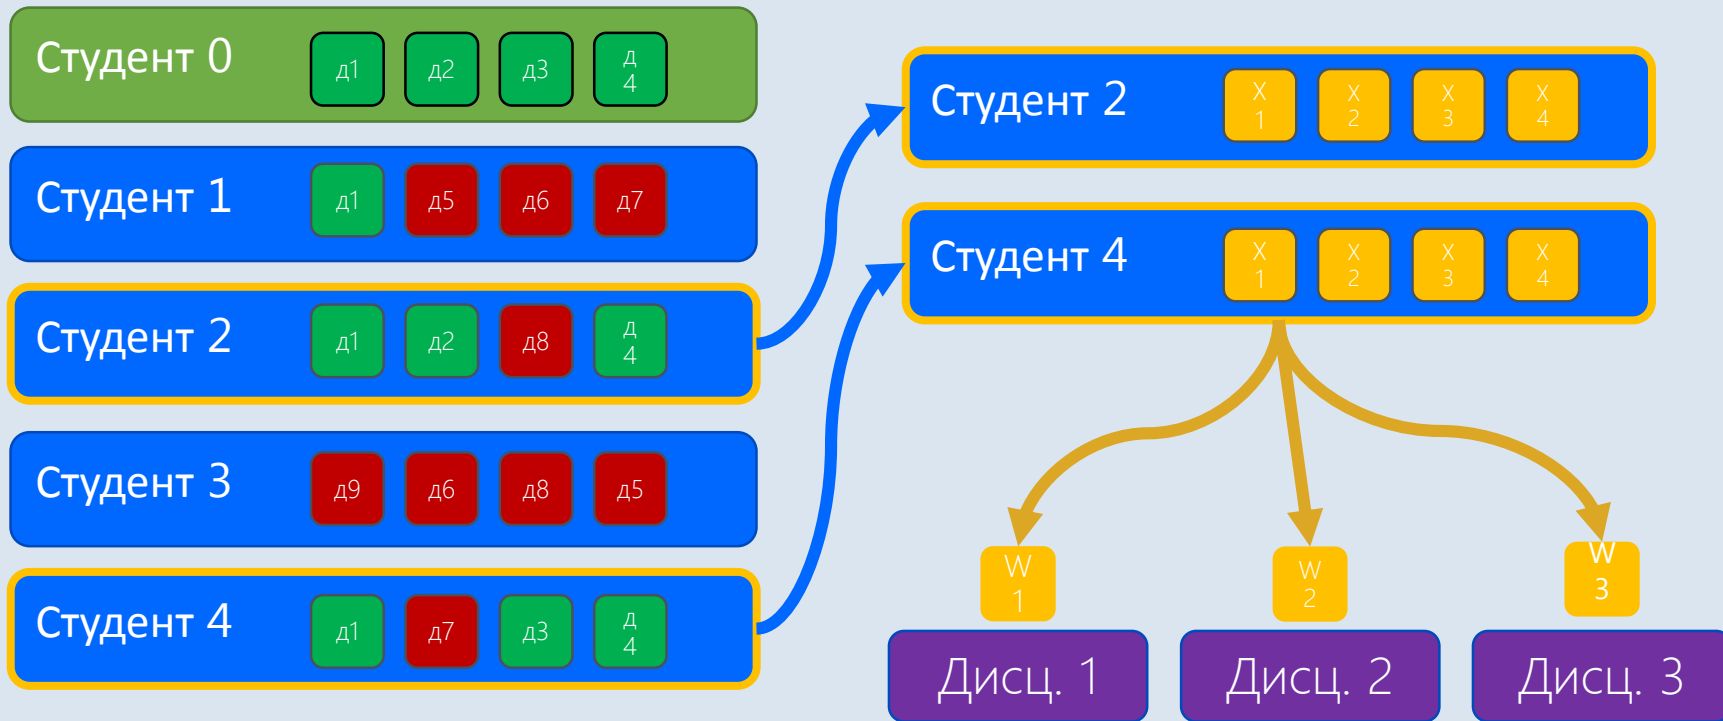 Студент 0
д1
д2
д3
д
4
Студент 1
д1
д5
д6
д7
Студент 2
д1
д2
д8
д
4
Студент 3
д9
д6
д8
д5
Студент 4
д1
д7
д3
д
4
Студент 2
X
1
X
2
X
3
X
4
Студент 4
X
1
X
2
X
3
X
4
W
1
W
2
W
3
Дисц. 1
Дисц. 2
Дисц. 3